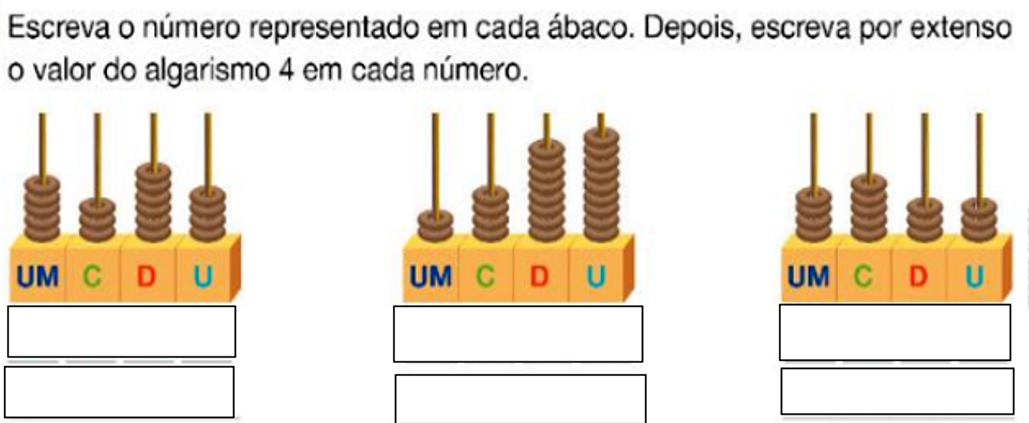 Escreva o número representado em cada ábaco. Depois, escreva por extenso
o valor do algarismo 4 em cada número.
UM C D U
UM C D U
UM C D U